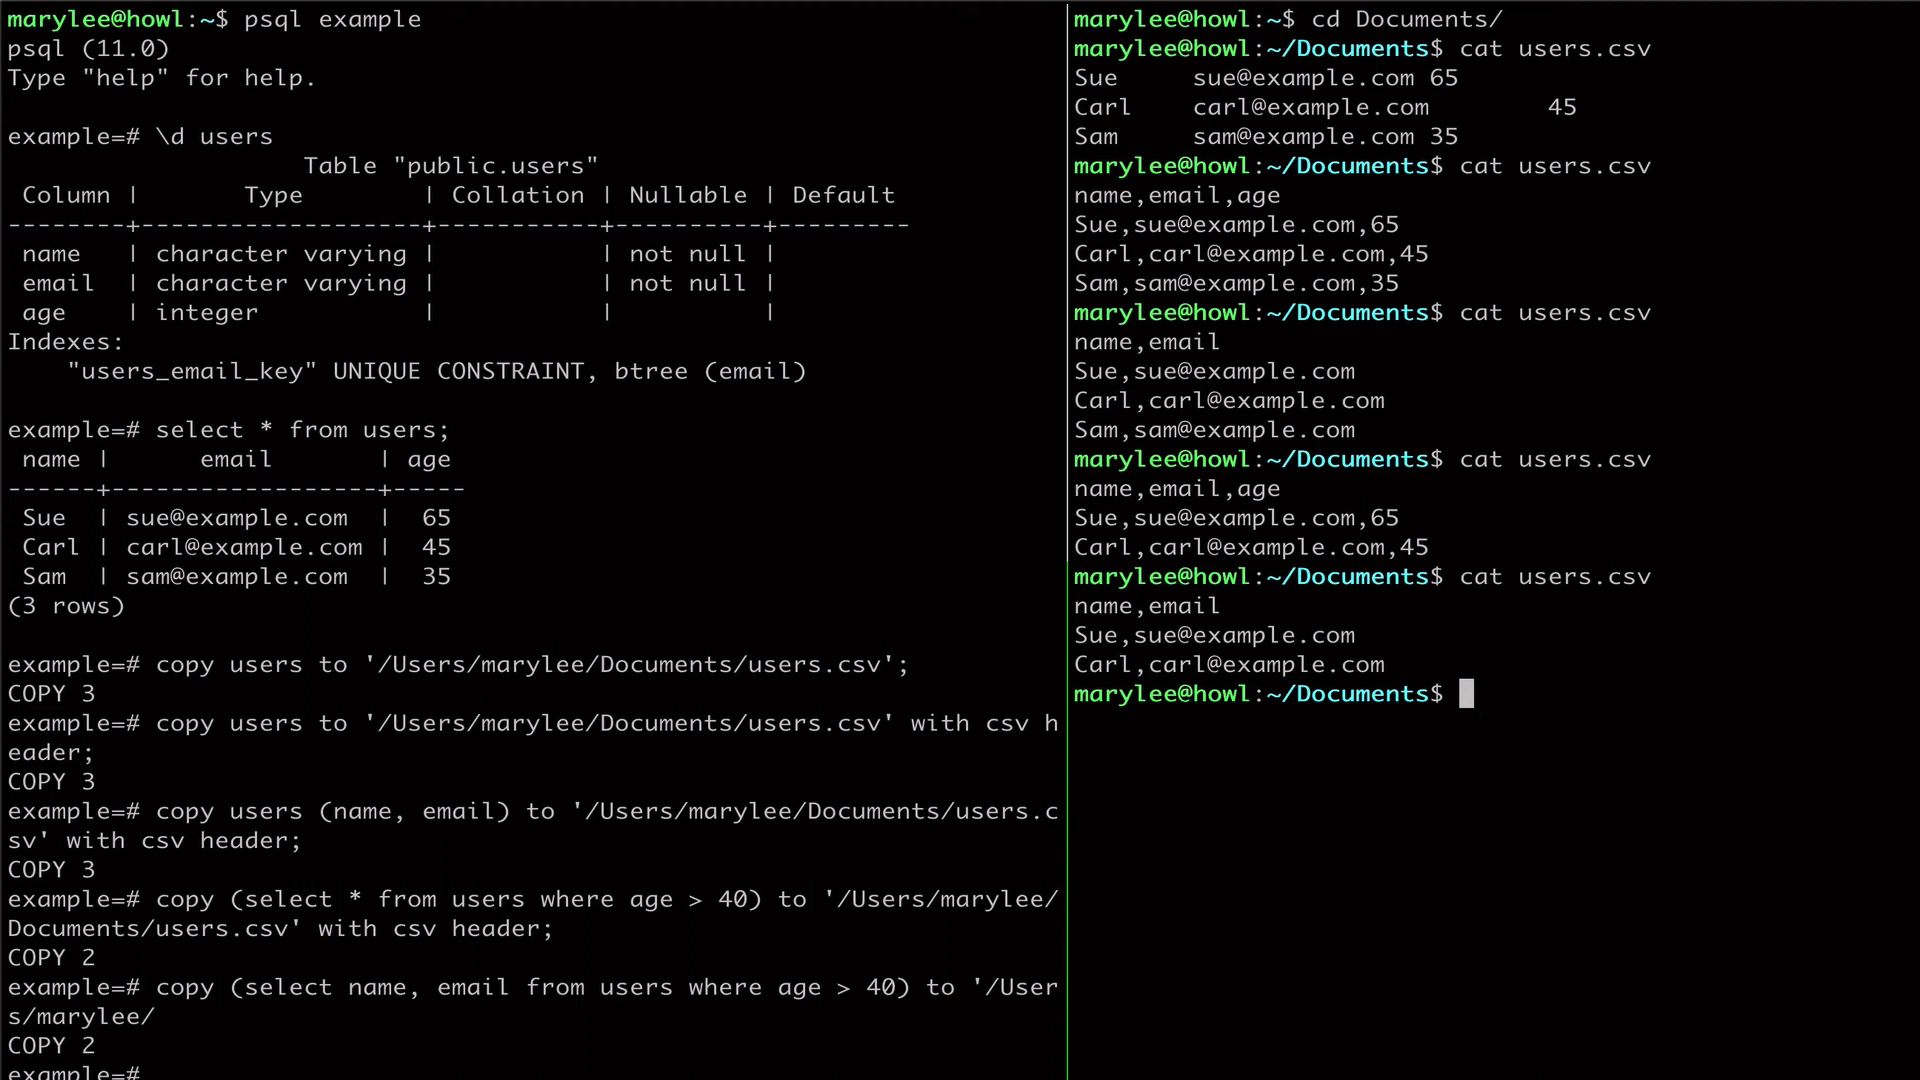 marylee@howl:~$ psql example
psql (11.0)
Type "help" for help.

example=# \d users
                    Table "public.users"
 Column |       Type        | Collation | Nullable | Default
--------+-------------------+-----------+----------+---------
 name   | character varying |           | not null |
 email  | character varying |           | not null |
 age    | integer           |           |          |
Indexes:
    "users_email_key" UNIQUE CONSTRAINT, btree (email)

example=# select * from users;
 name |      email       | age
------+------------------+-----
 Sue  | sue@example.com  |  65
 Carl | carl@example.com |  45
 Sam  | sam@example.com  |  35
(3 rows)

example=# copy users to '/Users/marylee/Documents/users.csv';
COPY 3
example=# copy users to '/Users/marylee/Documents/users.csv' with csv h
eader;
COPY 3
example=# copy users (name, email) to '/Users/marylee/Documents/users.c
sv' with csv header;
COPY 3
example=# copy (select * from users where age > 40) to '/Users/marylee/
Documents/users.csv' with csv header;
COPY 2
example=# copy (select name, email from users where age > 40) to '/User
s/marylee/
COPY 2
example=#
marylee@howl:~$ cd Documents/
marylee@howl:~/Documents$ cat users.csv
Sue     sue@example.com 65
Carl    carl@example.com        45
Sam     sam@example.com 35
marylee@howl:~/Documents$ cat users.csv
name,email,age
Sue,sue@example.com,65
Carl,carl@example.com,45
Sam,sam@example.com,35
marylee@howl:~/Documents$ cat users.csv
name,email
Sue,sue@example.com
Carl,carl@example.com
Sam,sam@example.com
marylee@howl:~/Documents$ cat users.csv
name,email,age
Sue,sue@example.com,65
Carl,carl@example.com,45
marylee@howl:~/Documents$ cat users.csv
name,email
Sue,sue@example.com
Carl,carl@example.com
marylee@howl:~/Documents$